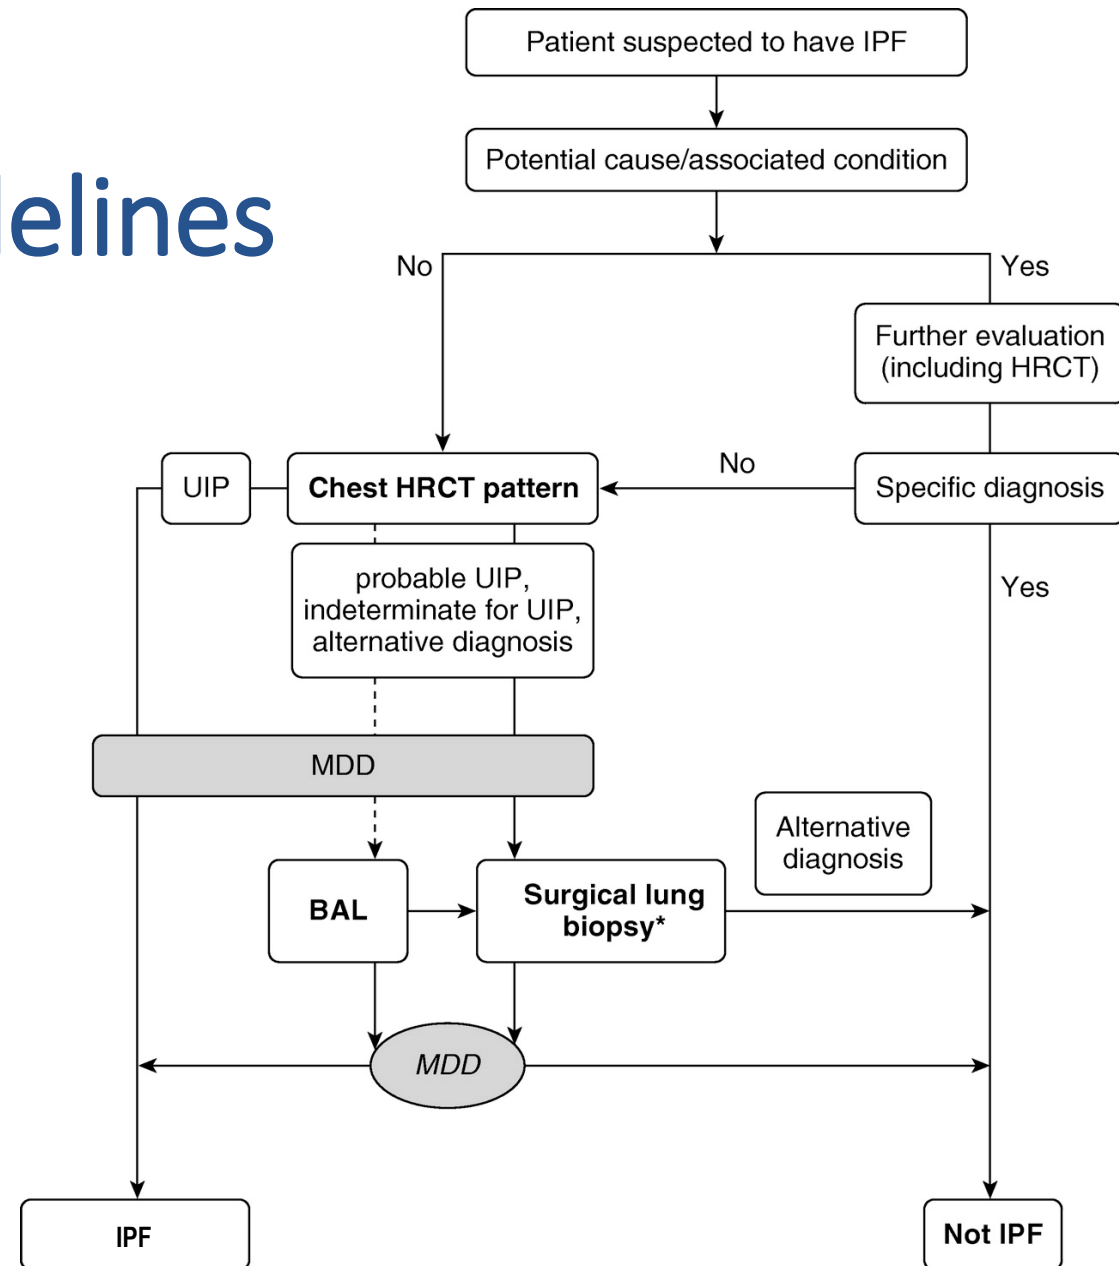 Patient suspected to have IPF
Potential cause/associated condition
delines
No
Yes
Further evaluation
(including HRCT)
UIP
Chest HRCT pattern
No
Specific diagnosis
probable UIP,
indeterminate for UIP,
alternative diagnosis
Yes
MDD
Alternative
diagnosis
BAL
Surgical lung
biopsy*
MDD
IPF
Not IPF